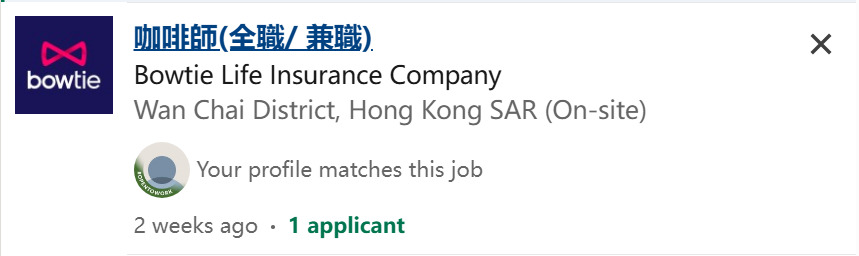 咖啡師(全職/ 兼職)
bowtie
Bowtie Life Insurance Company
Wan Chai District, Hong Kong SAR (On-site)
Your profile matches this job
#OPENTOWORK
2 weeks ago · 1 applicant